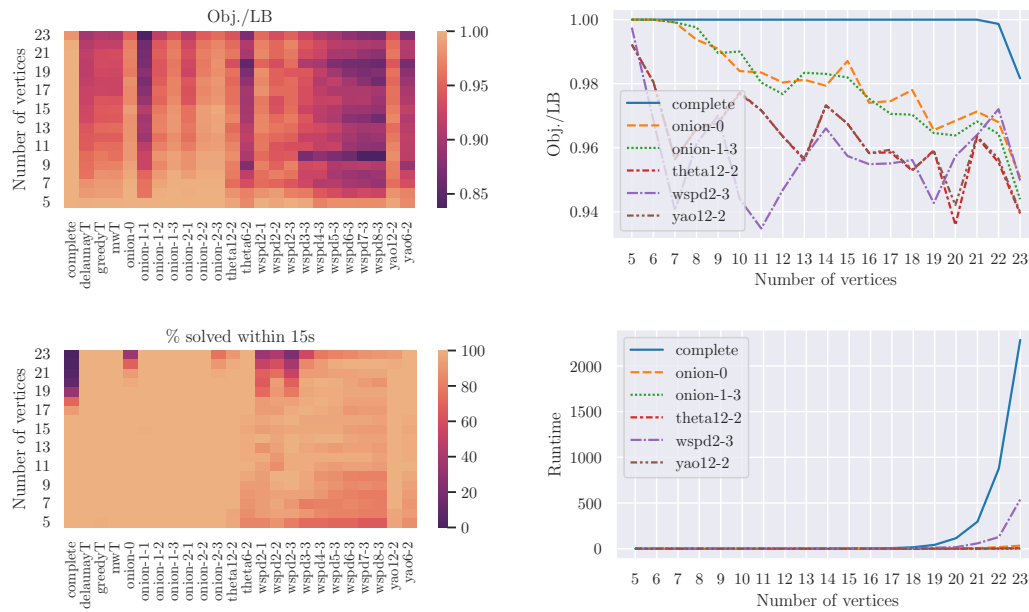 Obj./LB
Number of vertices
23
21
19
17
15
13
11
9
7
5
complete
delaunayT
greedyT
mwT
onion-0
onion-1-1
onion-1-2
onion-1-3
onion-2-1
onion-2-2
onion-2-3
theta12-2
theta6-2
wspd2-1
wspd2-2
wspd2-3
wspd3-3
wspd4-3
wspd5-3
wspd6-3
wspd7-3
wspd8-3
yao12-2
yao6-2
1.00
0.95
0.90
0.85
Obj./LB
1.00
0.98
0.96
0.94
complete
onion-0
onion-1-3
theta12-2
wspd2-3
yao12-2
5 6 7 8 9 10 11 12 13 14 15 16 17 18 19 20 21 22 23
Number of vertices
% solved within 15s
Number of vertices
23
21
19
17
15
13
11
9
7
5
complete
delaunayT
greedyT
mwT
onion-0
onion-1-1
onion-1-2
onion-1-3
onion-2-1
onion-2-2
onion-2-3
theta12-2
theta6-2
wspd2-1
wspd2-2
wspd2-3
wspd3-3
wspd4-3
wspd5-3
wspd6-3
wspd7-3
wspd8-3
yao12-2
yao6-2
100
80
60
40
20
0
Runtime
2000
1500
1000
500
0
complete
onion-0
onion-1-3
theta12-2
wspd2-3
yao12-2
5 6 7 8 9 10 11 12 13 14 15 16 17 18 19 20 21 22 23
Number of vertices